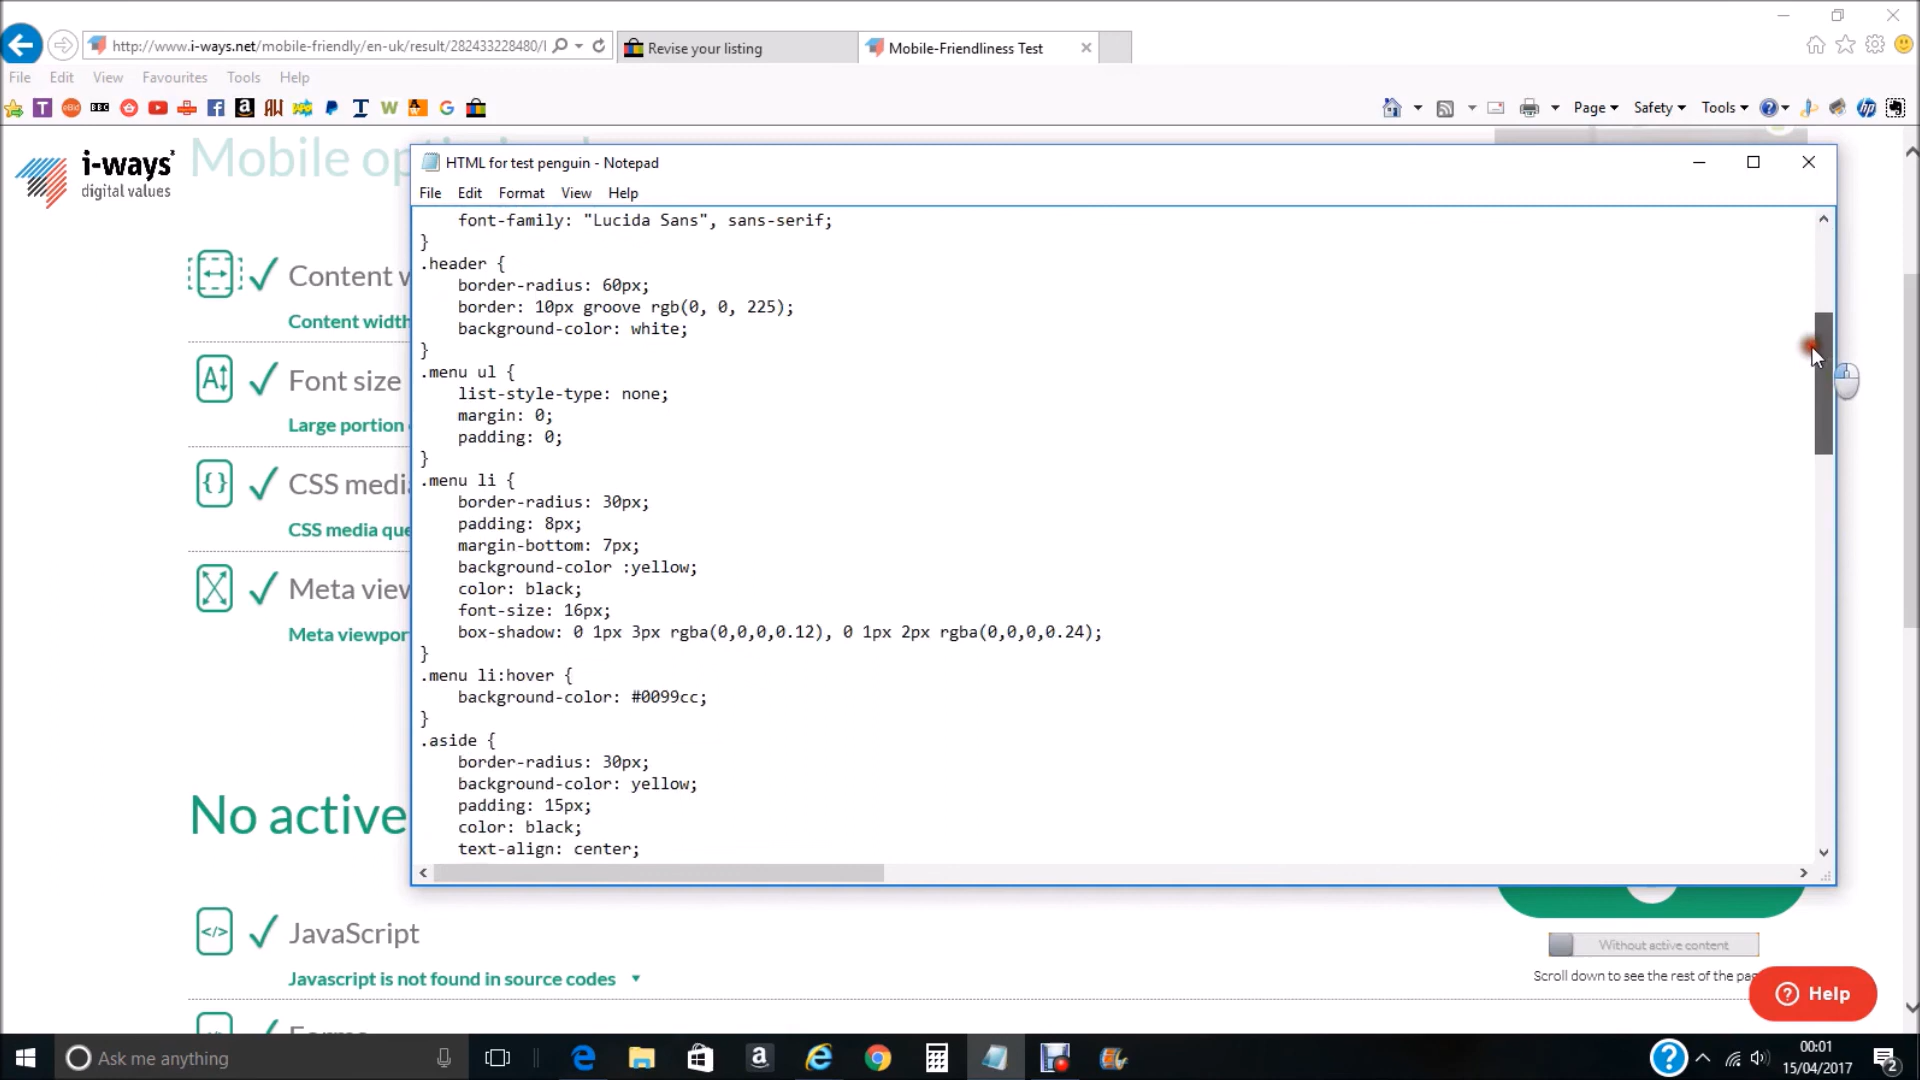 http://www.i-ways.net/mobile-friendly/en-uk/result/282433228480/
Revise your listing
Mobile-Friendliness Test
File Edit View Favourites Tools Help
Page Safety Tools
i-ways
digital values
Mobile
HTML for test penguin - Notepad
File Edit Format View Help
font-family: "Lucida Sans", sans-serif;
}
.header {
border-radius: 60px;
border: 10px groove rgb(0, 0, 225);
background-color: white;
}
.menu ul {
list-style-type: none;
margin: 0;
padding: 0;
}
.menu li {
border-radius: 30px;
padding: 8px;
margin-bottom: 7px;
background-color :yellow;
color: black;
font-size: 16px;
box-shadow: 0 1px 3px rgba(0,0,0,0.12), 0 1px 2px rgba(0,0,0,0.24);
}
.menu li:hover {
background-color: #0099cc;
}
.aside {
border-radius: 30px;
background-color: yellow;
padding: 15px;
color: black;
text-align: center;
Content
Content width
Font size
Large portion
CSS
CSS media
Meta
Meta
No active
JavaScript
Javascript is not found in source codes
Without active content
Scroll down to see the rest of the
Help
Ask me anything
00:01
15/04/2017
2